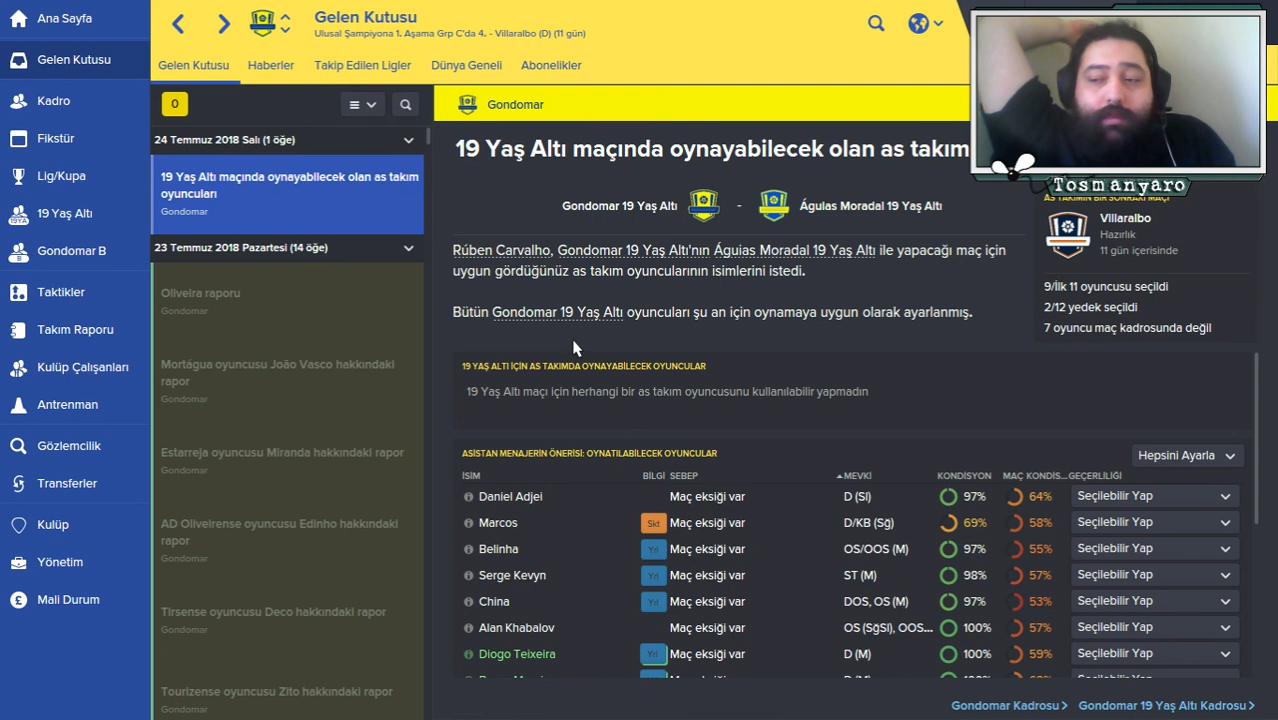 Ana Sayfa
Gelen Kutusu
Kadro
Fikstür
Lig/Kupa
19 Yaş Altı
Gondomar B
Taktikler
Takım Raporu
Kulüp Çalışanları
Antrenman
Gözlemcilik
Transferler
Kulüp
Yönetim
Mali Durum
Gelen Kutusu
Ulusal Şampiyona 1. Aşama Grp C'da 4. - Villaralbo (D) (11 gün)
Gelen Kutusu Haberler Takip Edilen Ligler Dünya Geneli Abonelikler
0
24 Temmuz 2018 Salı (1 öğe)
19 Yaş Altı maçında oynayabilecek olan as takım
oyuncuları
Gondomar
23 Temmuz 2018 Pazartesi (14 öğe)
Oliveira raporu
Gondomar
Mortágua oyuncusu João Vasco hakkındaki
rapor
Gondomar
Estarreja oyuncusu Miranda hakkındaki rapor
Gondomar
AD Oliveirense oyuncusu Edinho hakkındaki
rapor
Gondomar
Tirsense oyuncusu Deco hakkındaki rapor
Gondomar
Tourizense oyuncusu Zito hakkındaki rapor
Gondomar
Gondomar
19 Yaş Altı maçında oynayabilecek olan as takım
Gondomar 19 Yaş Altı - Águias Moradal 19 Yaş Altı
Rúben Carvalho, Gondomar 19 Yaş Altı'nın Águias Moradal 19 Yaş Altı ile yapacağı maç için
uygun gördüğünüz as takım oyuncularının isimlerini istedi.
Bütün Gondomar 19 Yaş Altı oyuncuları şu an için oynamaya uygun olarak ayarlanmış.
Tosmanyaro
AS TAKIMIN BİR SONRAKİ MAÇI
Villaralbo
Hazırlık
11 gün içerisinde
9/İlk 11 oyuncusu seçildi
2/12 yedek seçildi
7 oyuncu maç kadrosunda değil
19 YAŞ ALTI İÇİN AS TAKIMDA OYNAYABİLECEK OYUNCULAR
19 Yaş Altı maçı için herhangi bir as takım oyuncusunu kullanılabilir yapmadın
ASİSTAN MENAJERİN ÖNERİSİ: OYNATILABİLECEK OYUNCULAR
Hepsini Ayarla
İSİM BİLGİ SEBEP MEVKİ KONDİSYON MAÇ KONDİS... GEÇERLİLİĞİ
Daniel Adjei Maç eksiği var D (Sl) 97% 64% Seçilebilir Yap
Marcos Skt Maç eksiği var D/KB (Sğ) 69% 58% Seçilebilir Yap
Belinha Yrl Maç eksiği var OS/OOS (M) 97% 55% Seçilebilir Yap
Serge Kevyn Yrl Maç eksiği var ST (M) 98% 57% Seçilebilir Yap
China Yrl Maç eksiği var DOS, OS (M) 97% 53% Seçilebilir Yap
Alan Khabalov Maç eksiği var OS (SğSl), OOS... 100% 57% Seçilebilir Yap
Diogo Teixeira Yrl Maç eksiği var D (M) 100% 59% Seçilebilir Yap
Gondomar Kadrosu > Gondomar 19 Yaş Altı Kadrosu >